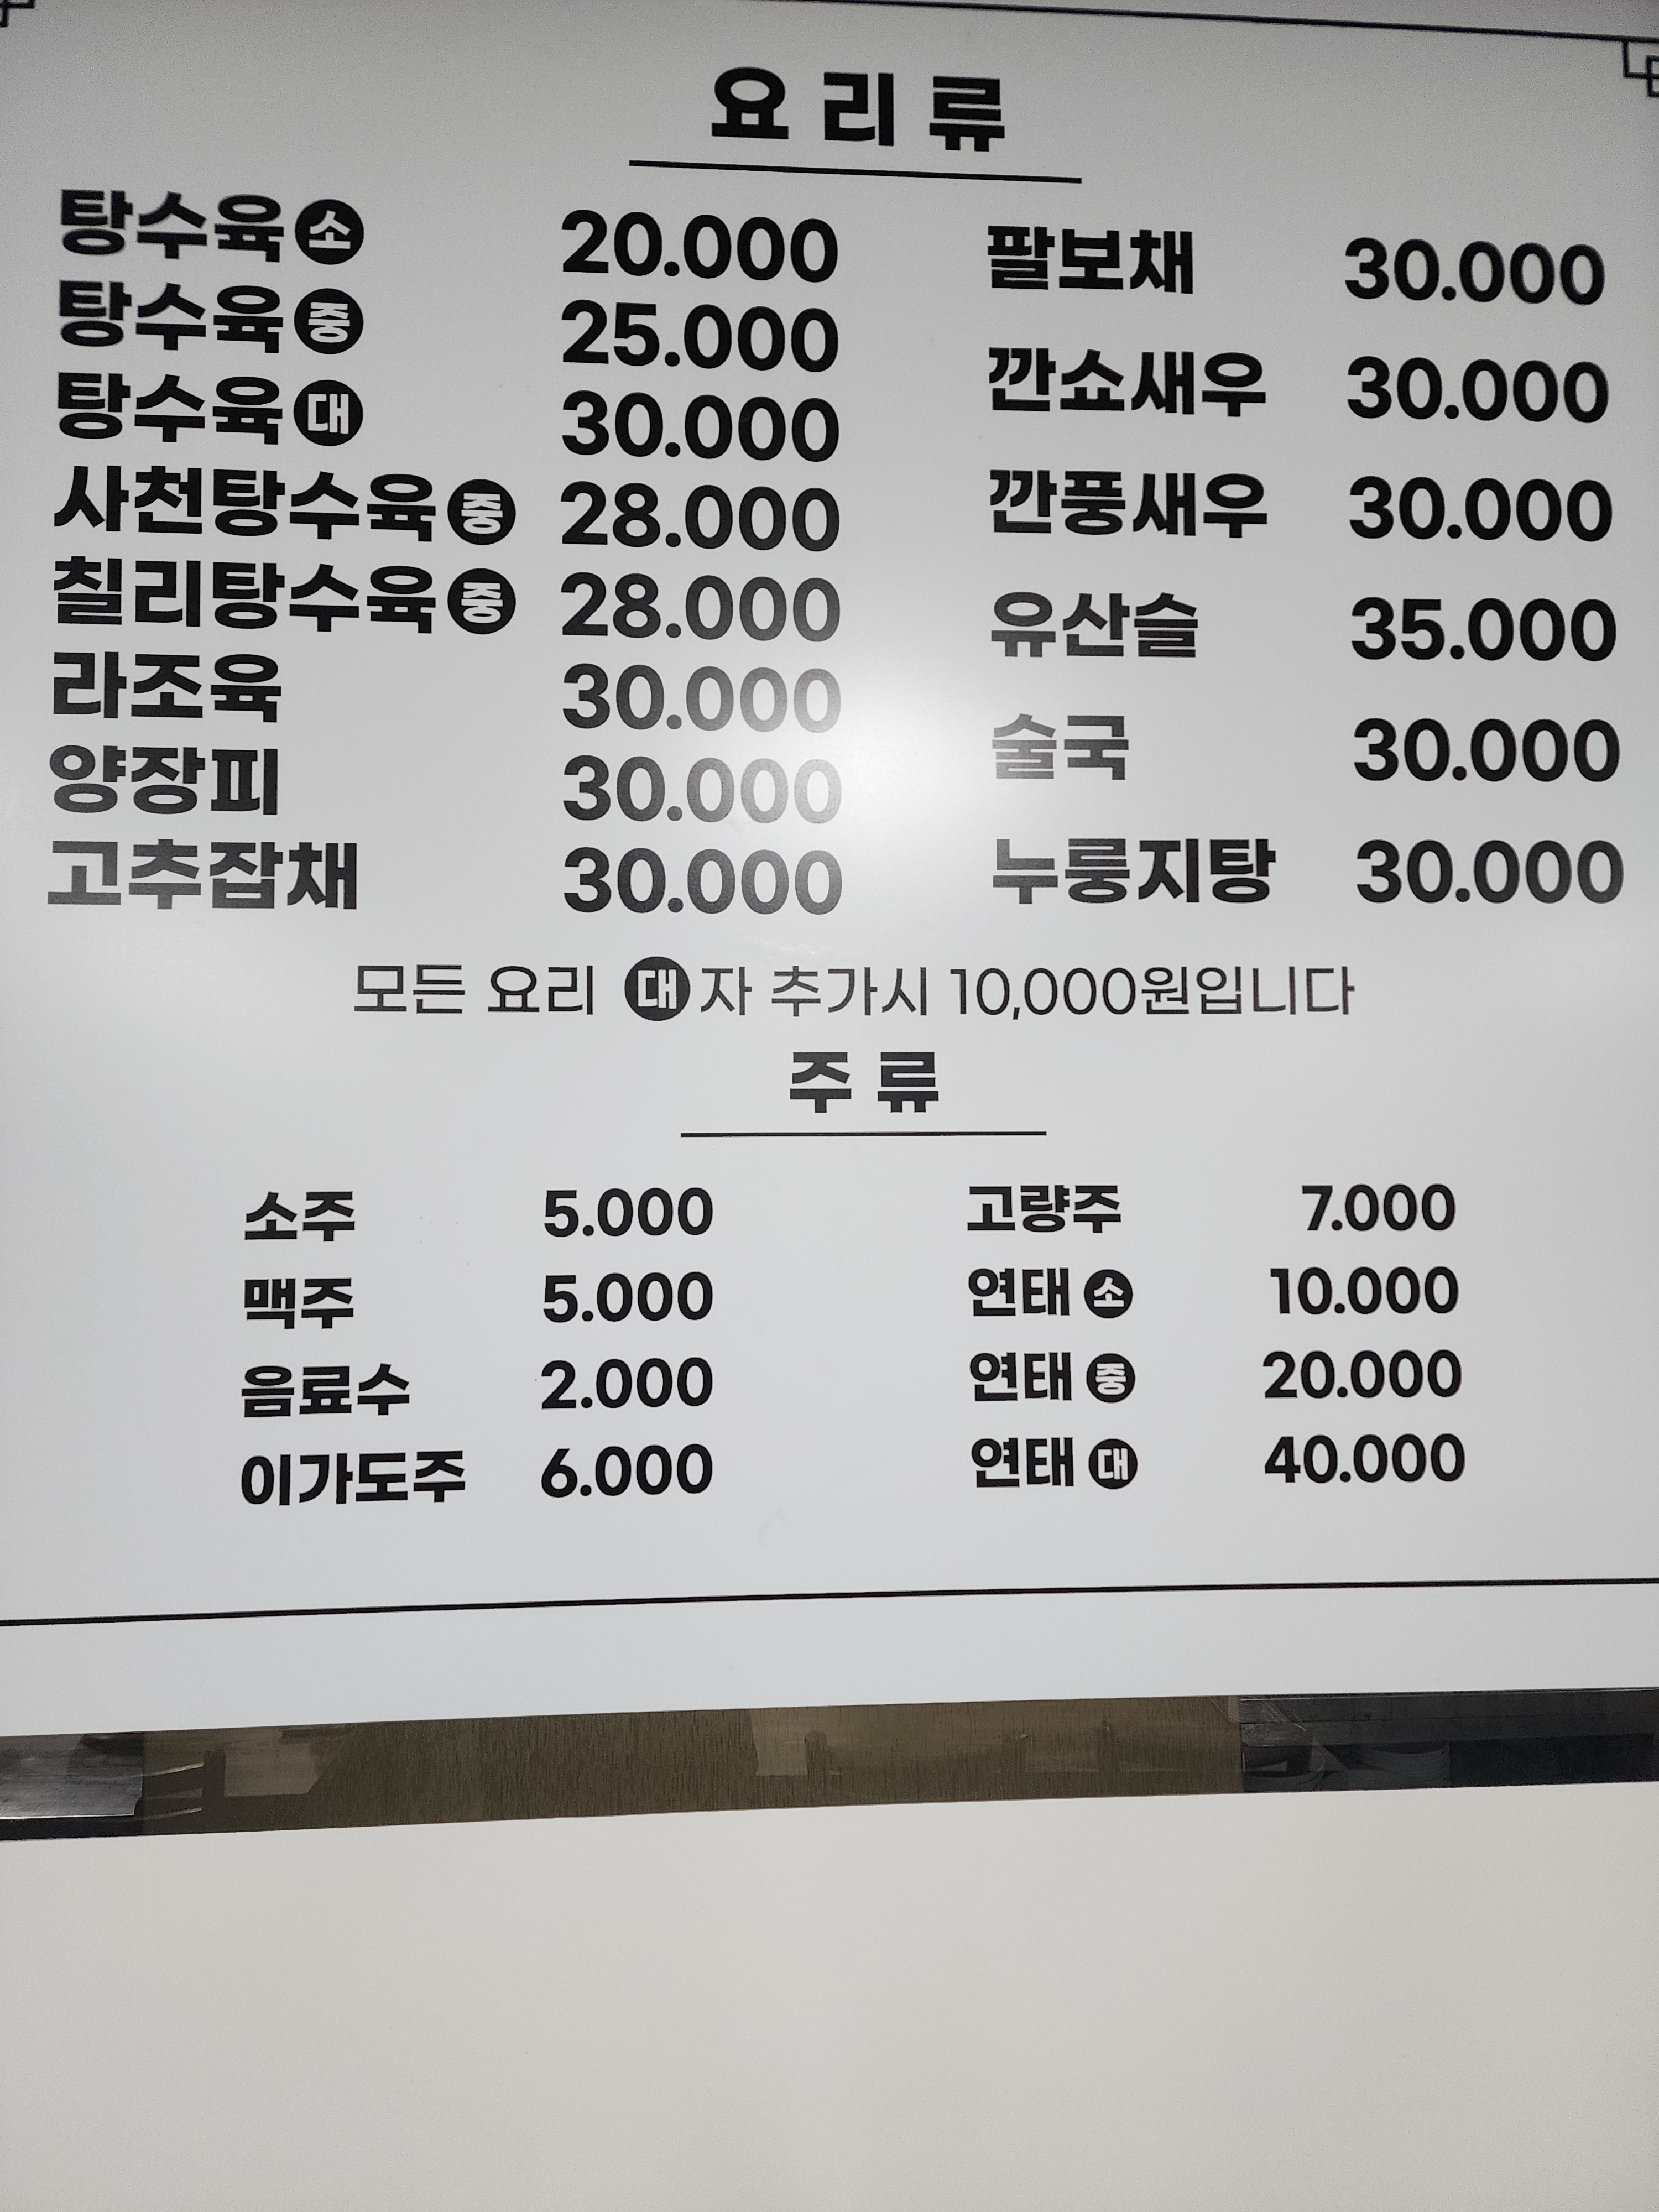 요리류
탕수육 소 20.000
탕수육 중 25.000
탕수육 대 30.000
사천탕수육 중 28.000
칠리탕수육 중 28.000
라조육 30.000
양장피 30.000
고추잡채 30.000
팔보채 30.000
깐쇼새우 30.000
깐풍새우 30.000
유산슬 35.000
술국 30.000
누룽지탕 30.000
모든 요리 대자 추가시 10,000원입니다
주류
소주 5.000
맥주 5.000
음료수 2.000
이가도주 6.000
고량주 7.000
연태 소 10.000
연태 중 20.000
연태 대 40.000